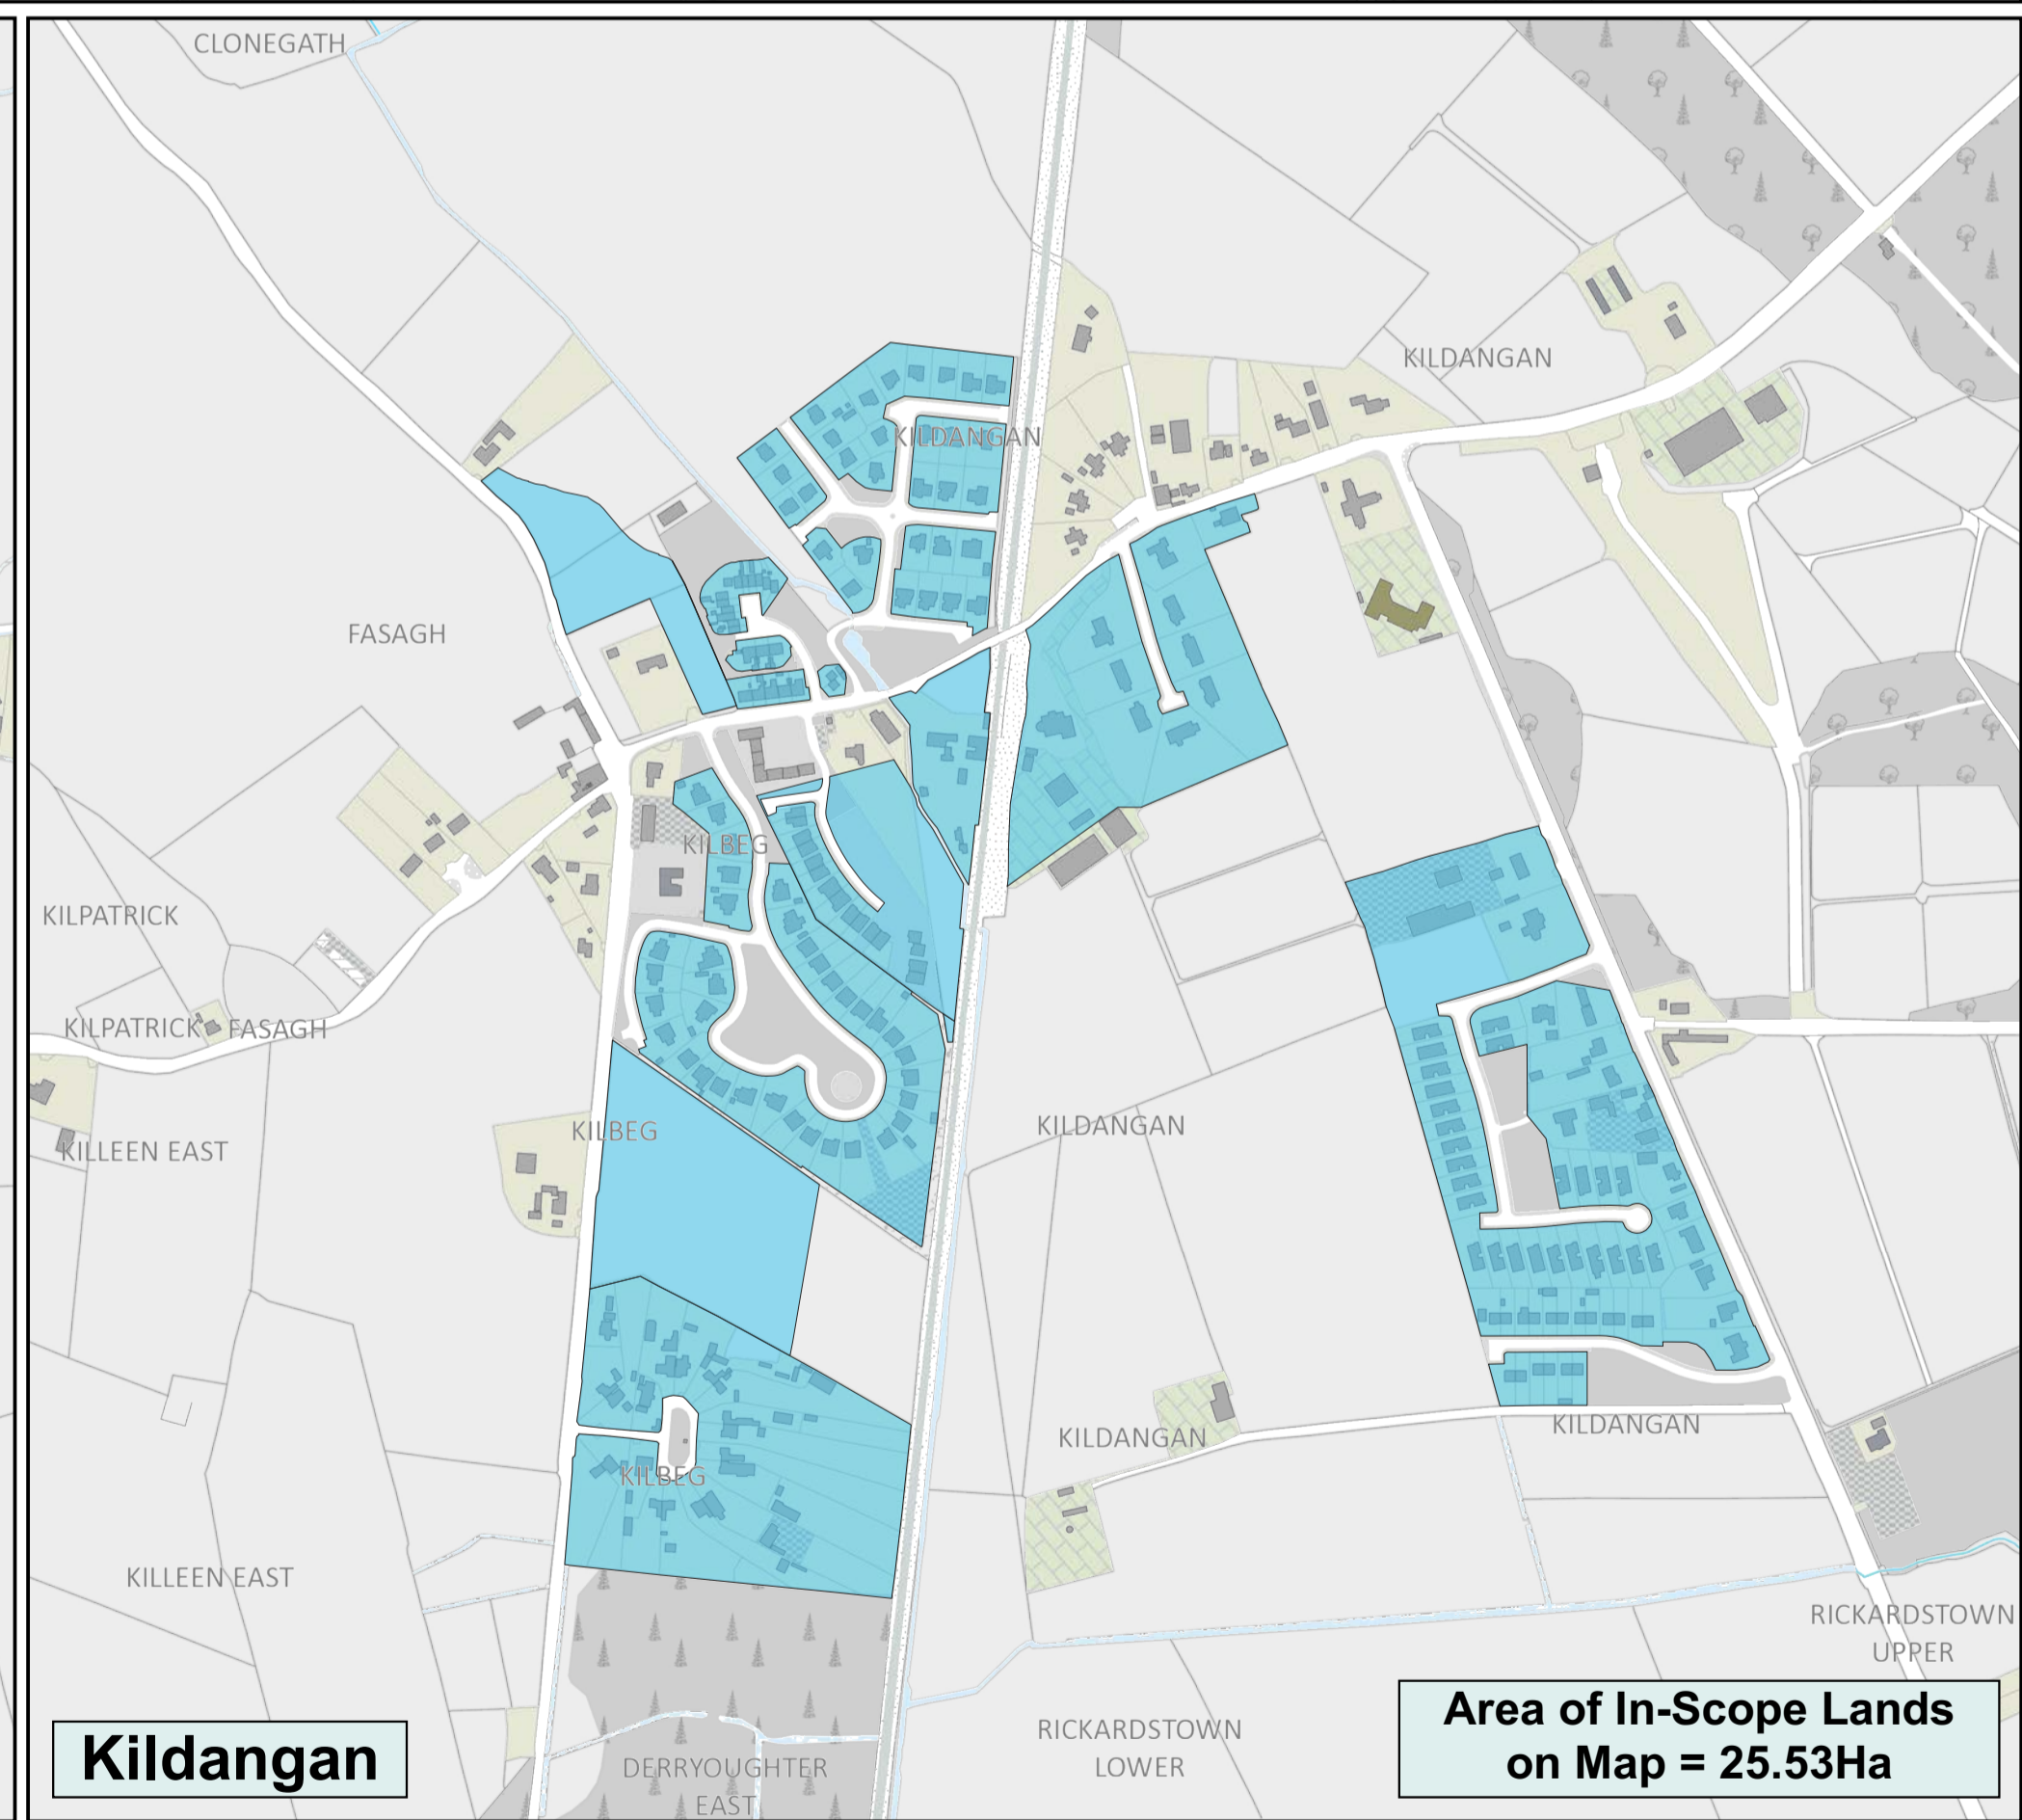 CLONEGATH
KILDANGAN
KILDANGAN
FASAGH
KILBEG
KILPATRICK
KILPATRICK
FASAGH
KILDANGAN
KILBEG
KILLEEN EAST
KILDANGAN
KILDANGAN
KILBEG
KILLEEN EAST
RICKARDSTOWN
UPPER
RICKARDSTOWN
LOWER
DERRYOUGHTER
EAST
Kildangan
Area of In-Scope Lands
on Map = 25.53Ha